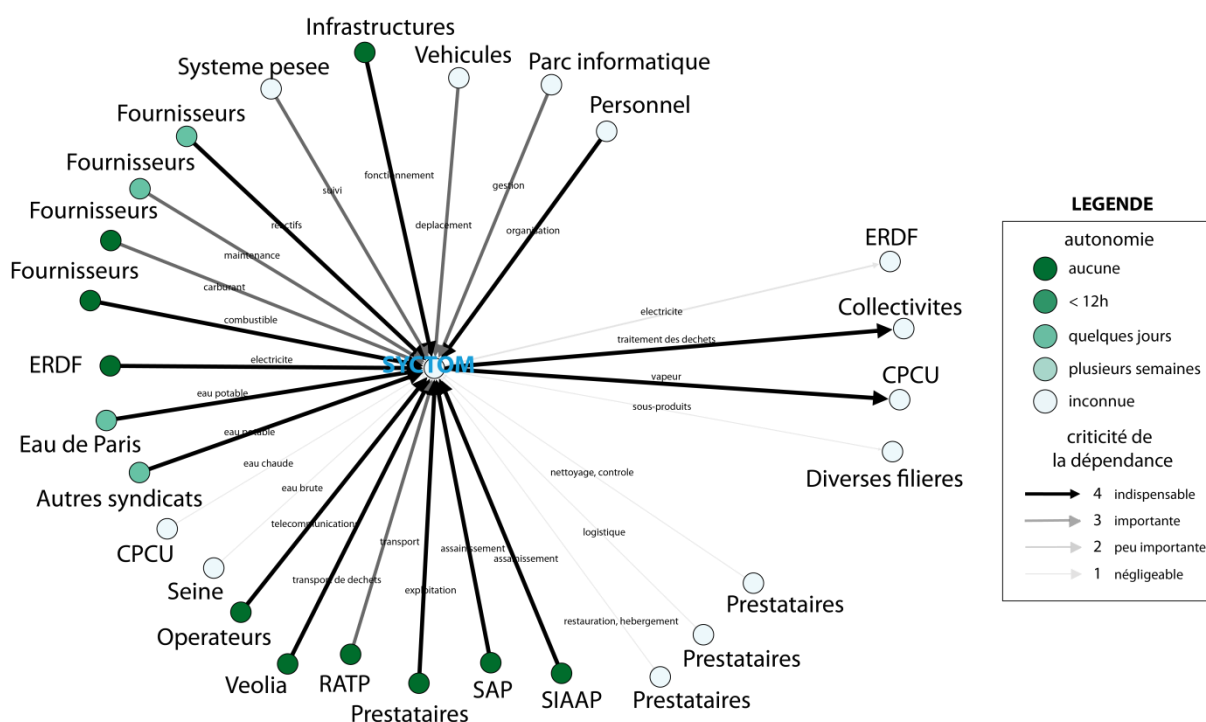 Infrastructures
Vehicules
Systeme pesee
Parc informatique
Fournisseurs
Personnel
Fournisseurs
Fournisseurs
Fournisseurs
ERDF
Eau de Paris
Autres syndicats
CPCU
Seine
Operateurs
Veolia
RATP
Prestataires
SAP
SIAAP
Prestataires
Prestataires
Prestataires
Diverses filieres
CPCU
Collectivites
ERDF
SYCTOM
suivi
fonctionnement
deplacement
gestion
organisation
reactifs
maintenance
carburant
combustible
electricite
eau potable
eau potable
eau chaude
eau brute
telecommunications
transport de dechets
transport
exploitation
assainissement
assainissement
restauration, hebergement
logistique
nettoyage, controle
sous-produits
vapeur
traitement des dechets
electricite
LEGENDE
autonomie
aucune
< 12h
quelques jours
plusieurs semaines
inconnue
criticité de
la dépendance
4 indispensable
3 importante
2 peu importante
1 négligeable